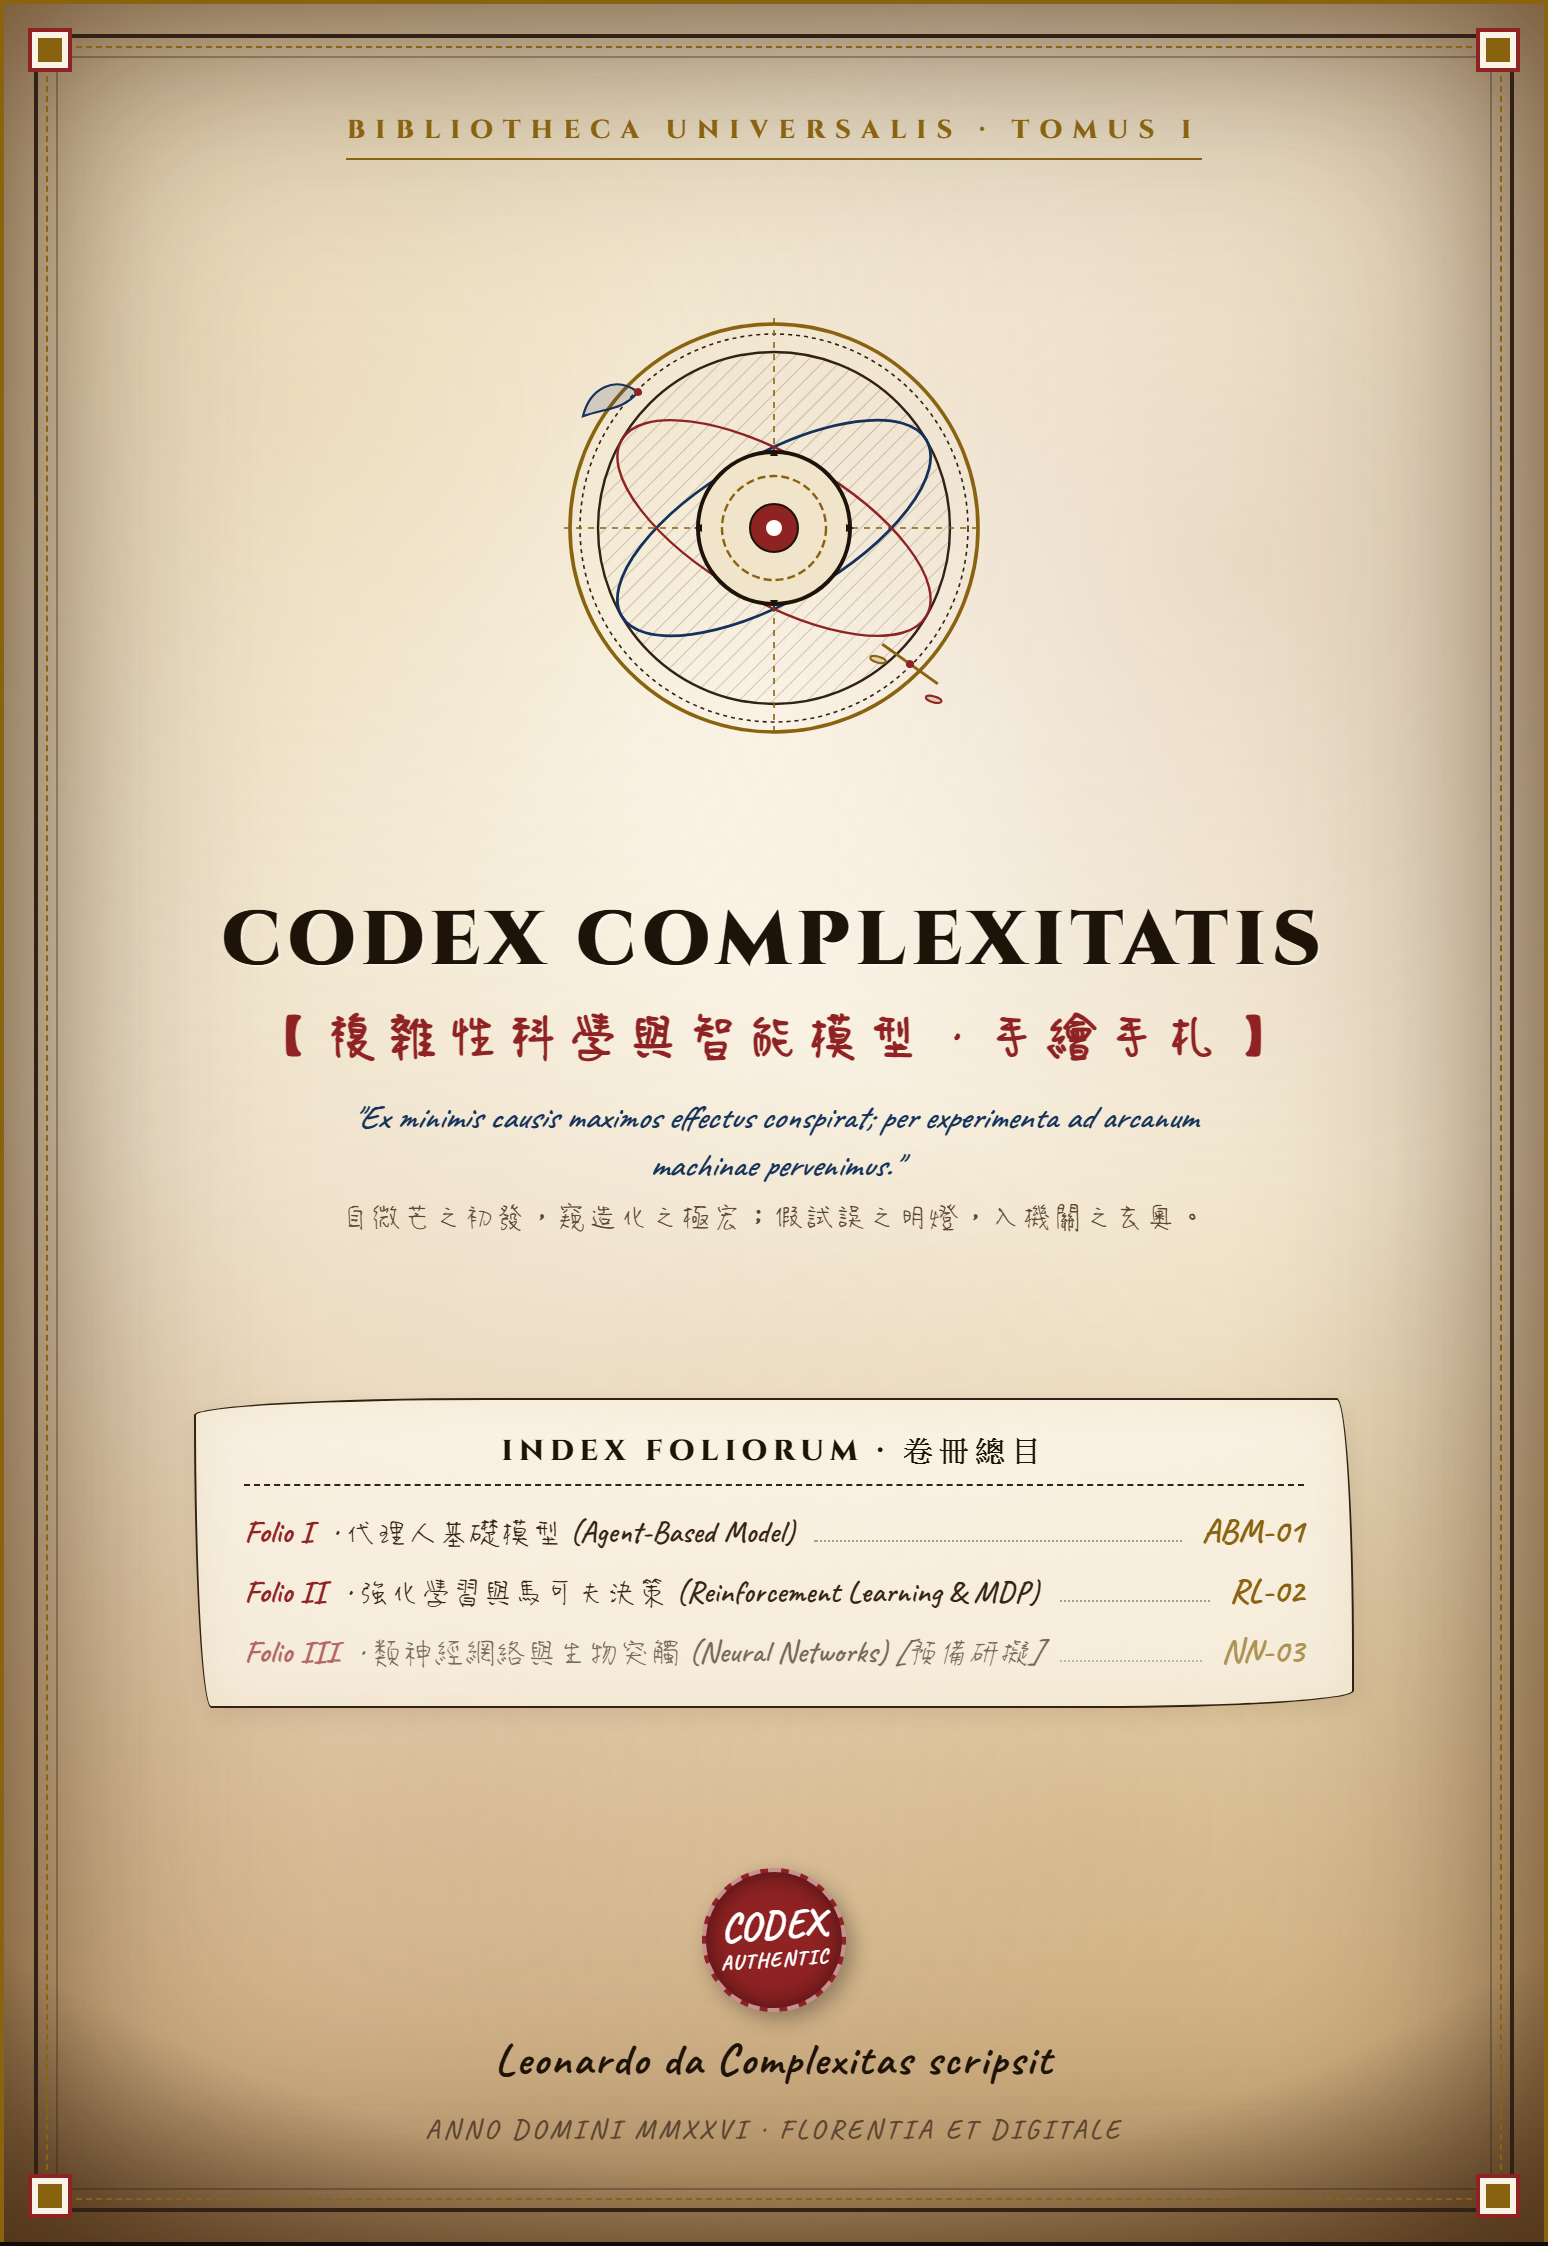 BIBLIOTHECA UNIVERSALIS · TOMUS I
CODEX COMPLEXITATIS
【複雜性科學與智能模型 · 手繪手札】
"Ex minimis causis maximos effectus conspirat; per experimenta ad arcanum
machinae pervenimus."
自微芒之初發，窺造化之極宏；假試誤之明燈，入機關之玄奧。
INDEX FOLIORUM · 卷冊總目
Folio I · 代理人基礎模型 (Agent-Based Model) ABM-01
Folio II · 強化學習與馬可夫決策 (Reinforcement Learning & MDP) RL-02
Folio III · 類神經網絡與生物突觸 (Neural Networks) [預備研擬] NN-03
CODEX
AUTHENTIC
Leonardo da Complexitas scripsit
ANNO DOMINI MMXXVI · FLORENTIA ET DIGITALE